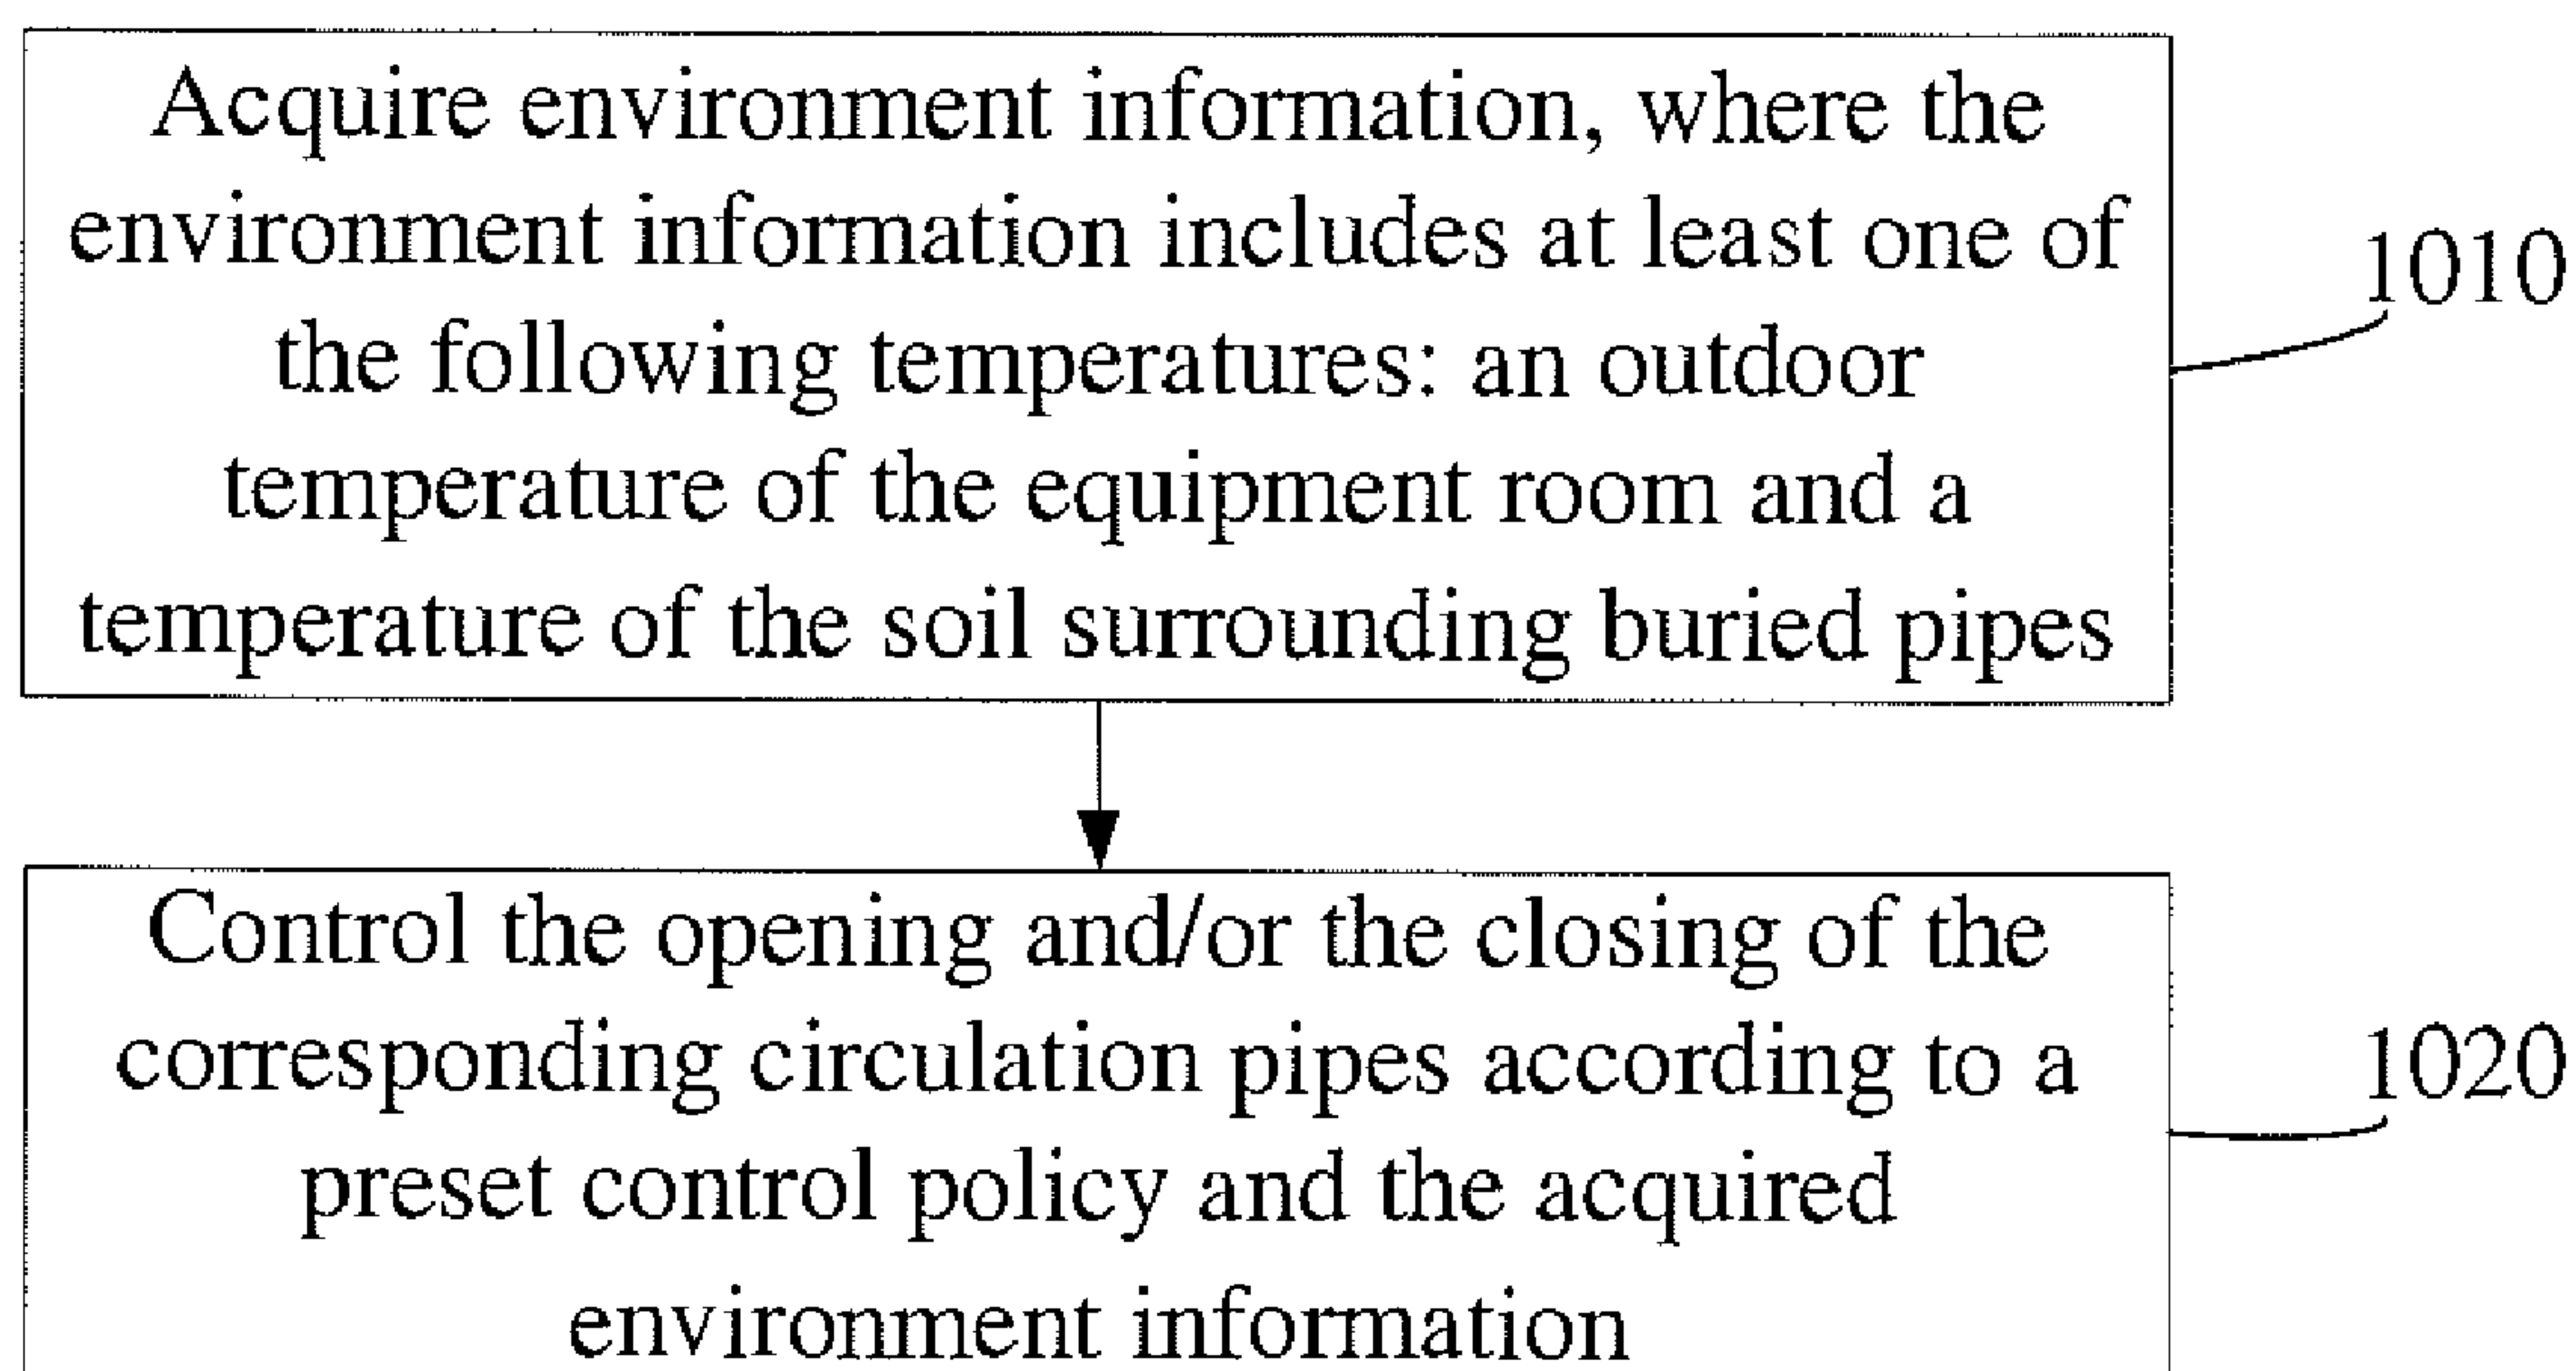 Acquire environment information, where the
environment information includes at least one of
the following temperatures: an outdoor
temperature of the equipment room and a
temperature of the soil surrounding buried pipes
1010
Control the opening and/or the closing of the
corresponding circulation pipes according to a
preset control policy and the acquired
environment information
1020